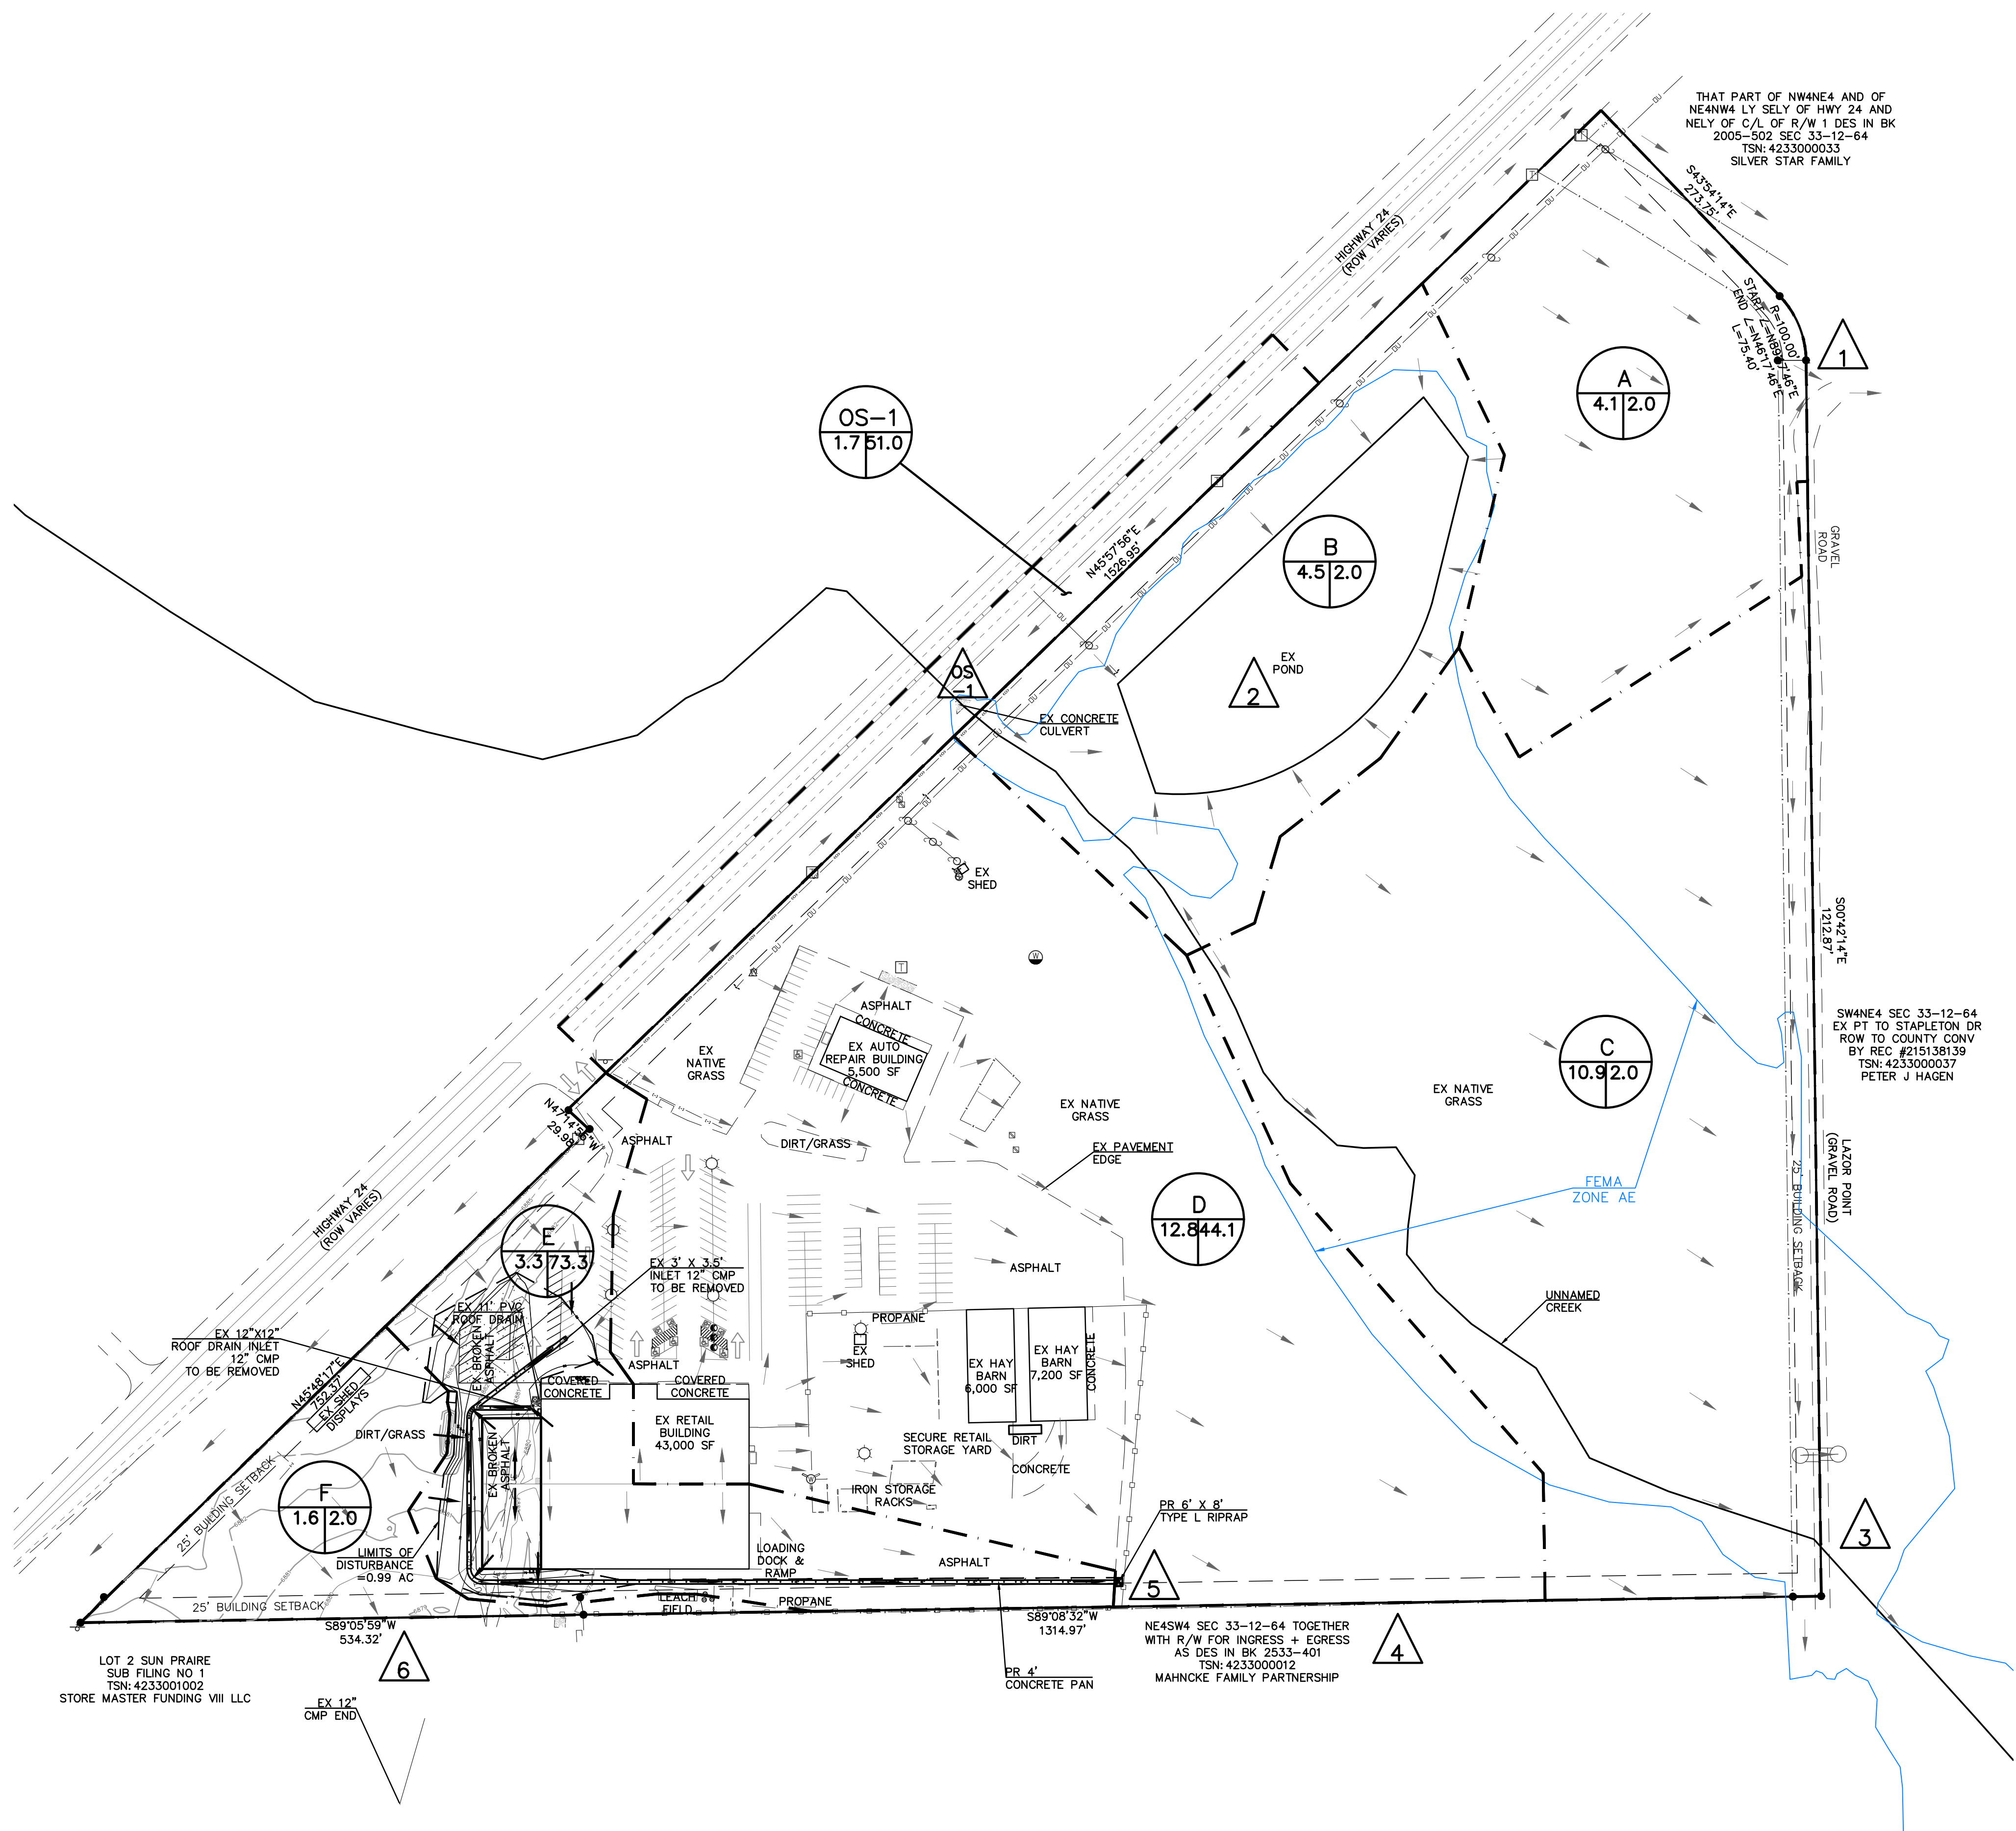 THAT PART OF NW4NE4 AND OF
NE4NW4 LY SELY OF HWY 24 AND
NELY OF C/L OF R/W 1 DES IN BK
2005-502 SEC 33-12-64
TSN: 4233000033
SILVER STAR FAMILY
S43°54'14"E
273.75'
HIGHWAY 24
(ROW VARIES)
R=100.00'
END ∠=N46°17'46"E
L=75.40'
1
A
4.1 2.0
OS-1
1.7 51.0
N45°57'56"E
1526.95'
B
4.5 2.0
GRAVEL
ROAD
EX
POND
2
OS
-1
EX CONCRETE
CULVERT
EX
SHED
S00°42'14"E
1212.87'
SW4NE4 SEC 33-12-64
EX PT TO STAPLETON DR
ROW TO COUNTY CONV
BY REC #215138139
TSN: 4233000037
PETER J HAGEN
ASPHALT
CONCRETE
EX AUTO
REPAIR BUILDING
5,500 SF
CONCRETE
EX
NATIVE
GRASS
C
10.9 2.0
EX NATIVE
GRASS
EX NATIVE
GRASS
N47°14'56"W
29.98'
ASPHALT
DIRT/GRASS
EX PAVEMENT
EDGE
LAZOR POINT
(GRAVEL ROAD)
25' BUILDING SETBACK
FEMA
ZONE AE
HIGHWAY 24
(ROW VARIES)
D
12.8 44.1
E
3.3 73.3
EX 3' X 3.5'
INLET 12" CMP
TO BE REMOVED
ASPHALT
UNNAMED
CREEK
EX 11' PVC
ROOF DRAIN
PROPANE
EX 12"X12"
ROOF DRAIN INLET
12" CMP
TO BE REMOVED
EX BROKEN
ASPHALT
ASPHALT
EX
SHED
EX HAY
BARN
6,000 SF
EX HAY
BARN
7,200 SF
CONCRETE
N45°48'17"E
752.37'
EX SHED
DISPLAYS
COVERED
CONCRETE
COVERED
CONCRETE
DIRT/GRASS
EX BROKEN
ASPHALT
EX RETAIL
BUILDING
43,000 SF
SECURE RETAIL
STORAGE YARD
DIRT
CONCRETE
25' BUILDING SETBACK
F
1.6 2.0
IRON STORAGE
RACKS
PR 6' X 8'
TYPE L RIPRAP
3
LIMITS OF
DISTURBANCE
=0.99 AC
LOADING
DOCK &
RAMP
ASPHALT
5
25' BUILDING SETBACK
LEACH
FIELD
PROPANE
S89°05'59"W
534.32'
S89°08'32"W
1314.97'
NE4SW4 SEC 33-12-64 TOGETHER
WITH R/W FOR INGRESS + EGRESS
AS DES IN BK 2533-401
TSN: 4233000012
MAHNCKE FAMILY PARTNERSHIP
4
6
LOT 2 SUN PRAIRE
SUB FILING NO 1
TSN: 4233001002
STORE MASTER FUNDING VIII LLC
PR 4'
CONCRETE PAN
EX 12"
CMP END